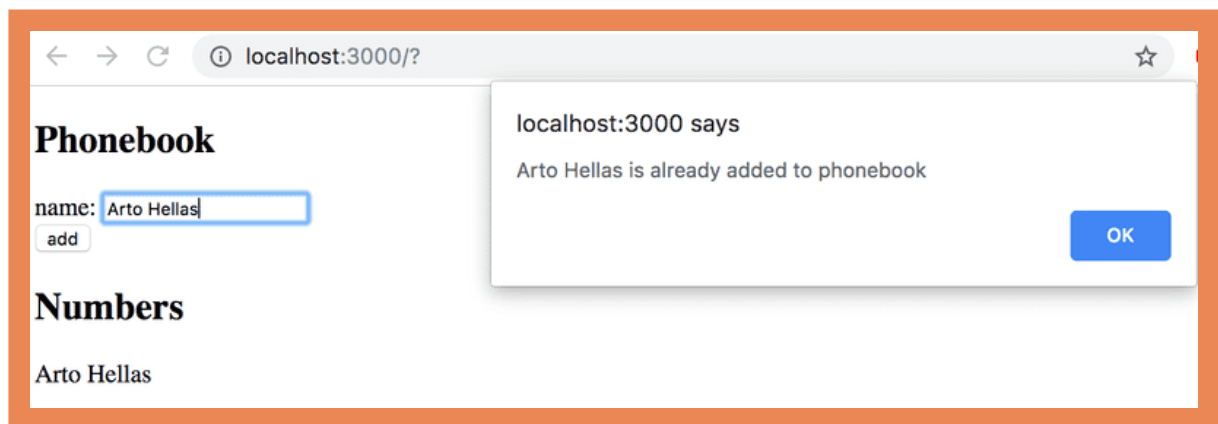 localhost:3000/?
localhost:3000 says
Arto Hellas is already added to phonebook
OK
Phonebook
name: Arto Hellas
add
Numbers
Arto Hellas